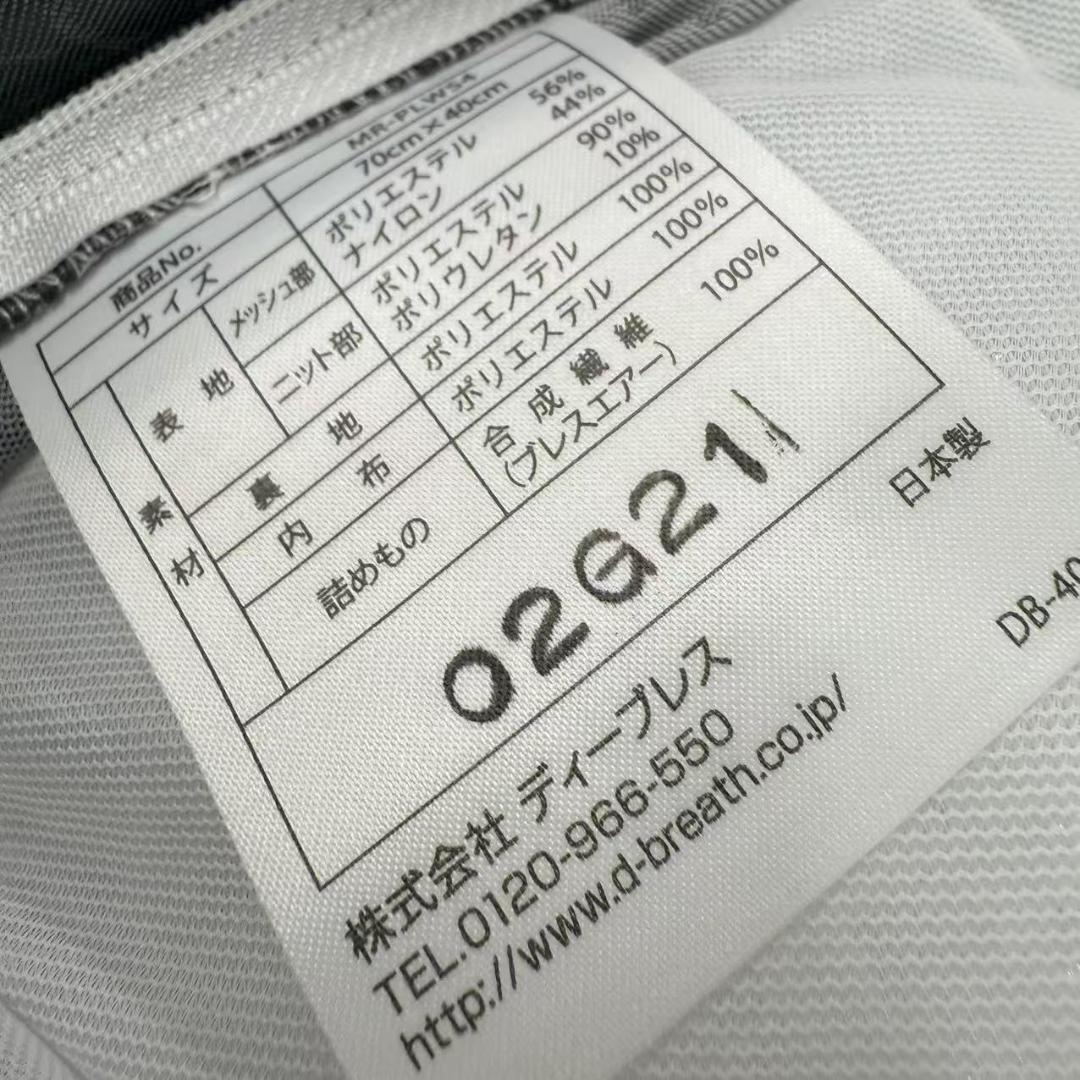 商品No. MR-PLWS4
サイズ 70cm×40cm
素材 表地 メッシュ部 ポリエステル 56%
ナイロン 44%
ニット部 ポリエステル 90%
ポリウレタン 10%
裏地 ポリエステル 100%
内布 ポリエステル 100%
詰めもの 合成繊維 100%
(ブレスエアー)
02G21
日本製
株式会社 ディーブレス
TEL.0120-966-550
http://www.d-breath.co.jp/
DB-40